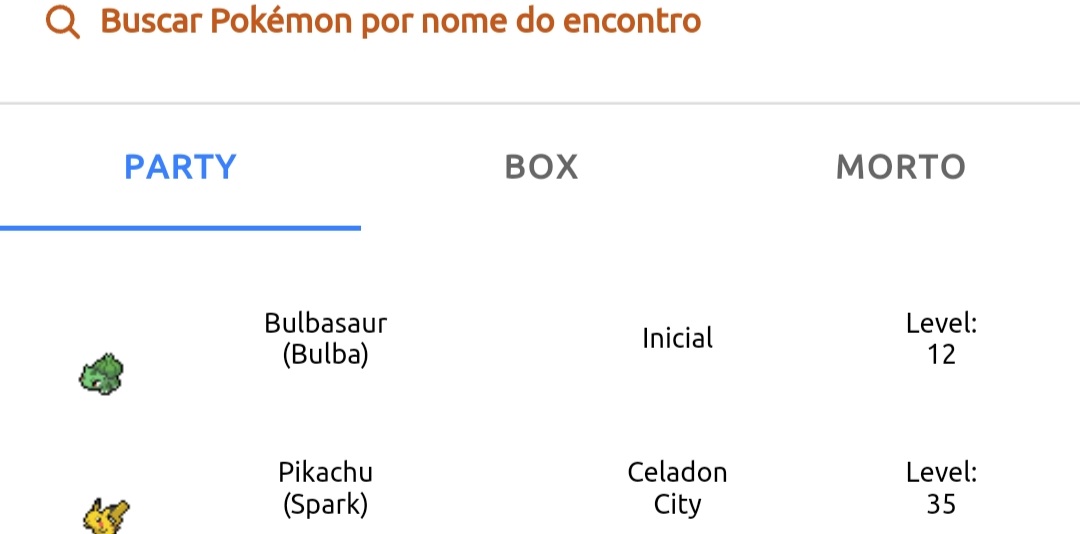 Buscar Pokémon por nome do encontro
PARTY BOX MORTO
Bulbasaur
(Bulba)
Inicial
Level:
12
Pikachu
(Spark)
Celadon
City
Level:
35